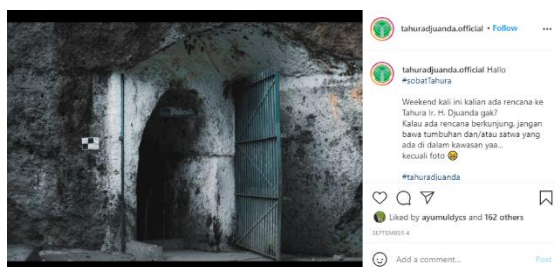 tahuradjuanda.official • Follow
tahuradjuanda.official Hallo
#sobatTahura
Weekend kali ini kalian ada rencana ke
Tahura Ir. H. Djuanda gak?
Kalau ada rencana berkunjung, jangan
bawa tumbuhan dan/atau satwa yang
ada di dalam kawasan yaa...
kecuali foto
#tahuradjuanda
Liked by ayumuldycs and 162 others
SEPTEMBER 4
Add a comment...
Post